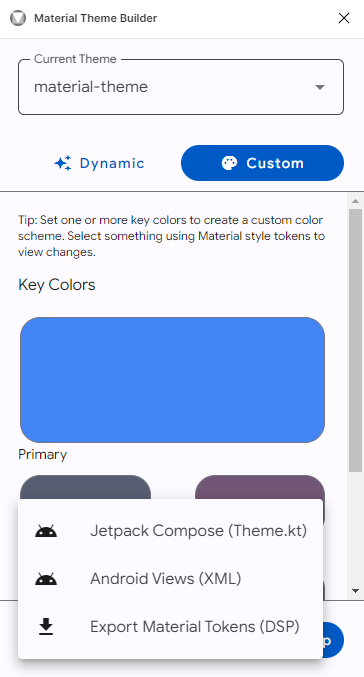 Material Theme Builder
Current Theme
material-theme
Dynamic
Custom
Tip: Set one or more key colors to create a custom color
scheme. Select something using Material style tokens to
view changes.
Key Colors
Primary
Jetpack Compose (Theme.kt)
Android Views (XML)
Export Material Tokens (DSP)